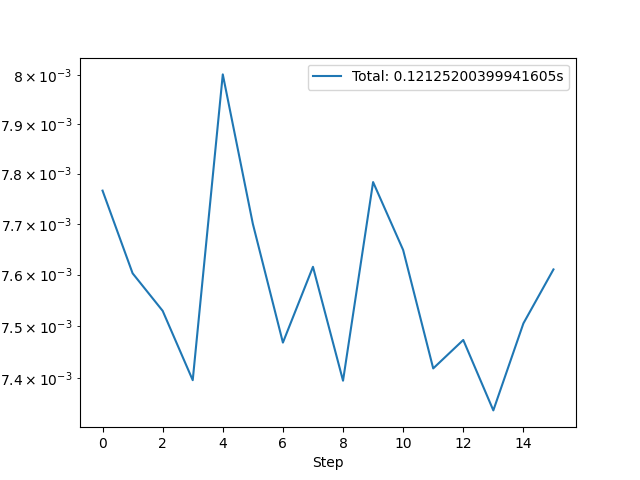 Total: 0.12125200399941605s
8 × 10⁻³
7.9 × 10⁻³
7.8 × 10⁻³
7.7 × 10⁻³
7.6 × 10⁻³
7.5 × 10⁻³
7.4 × 10⁻³
0 2 4 6 8 10 12 14
Step